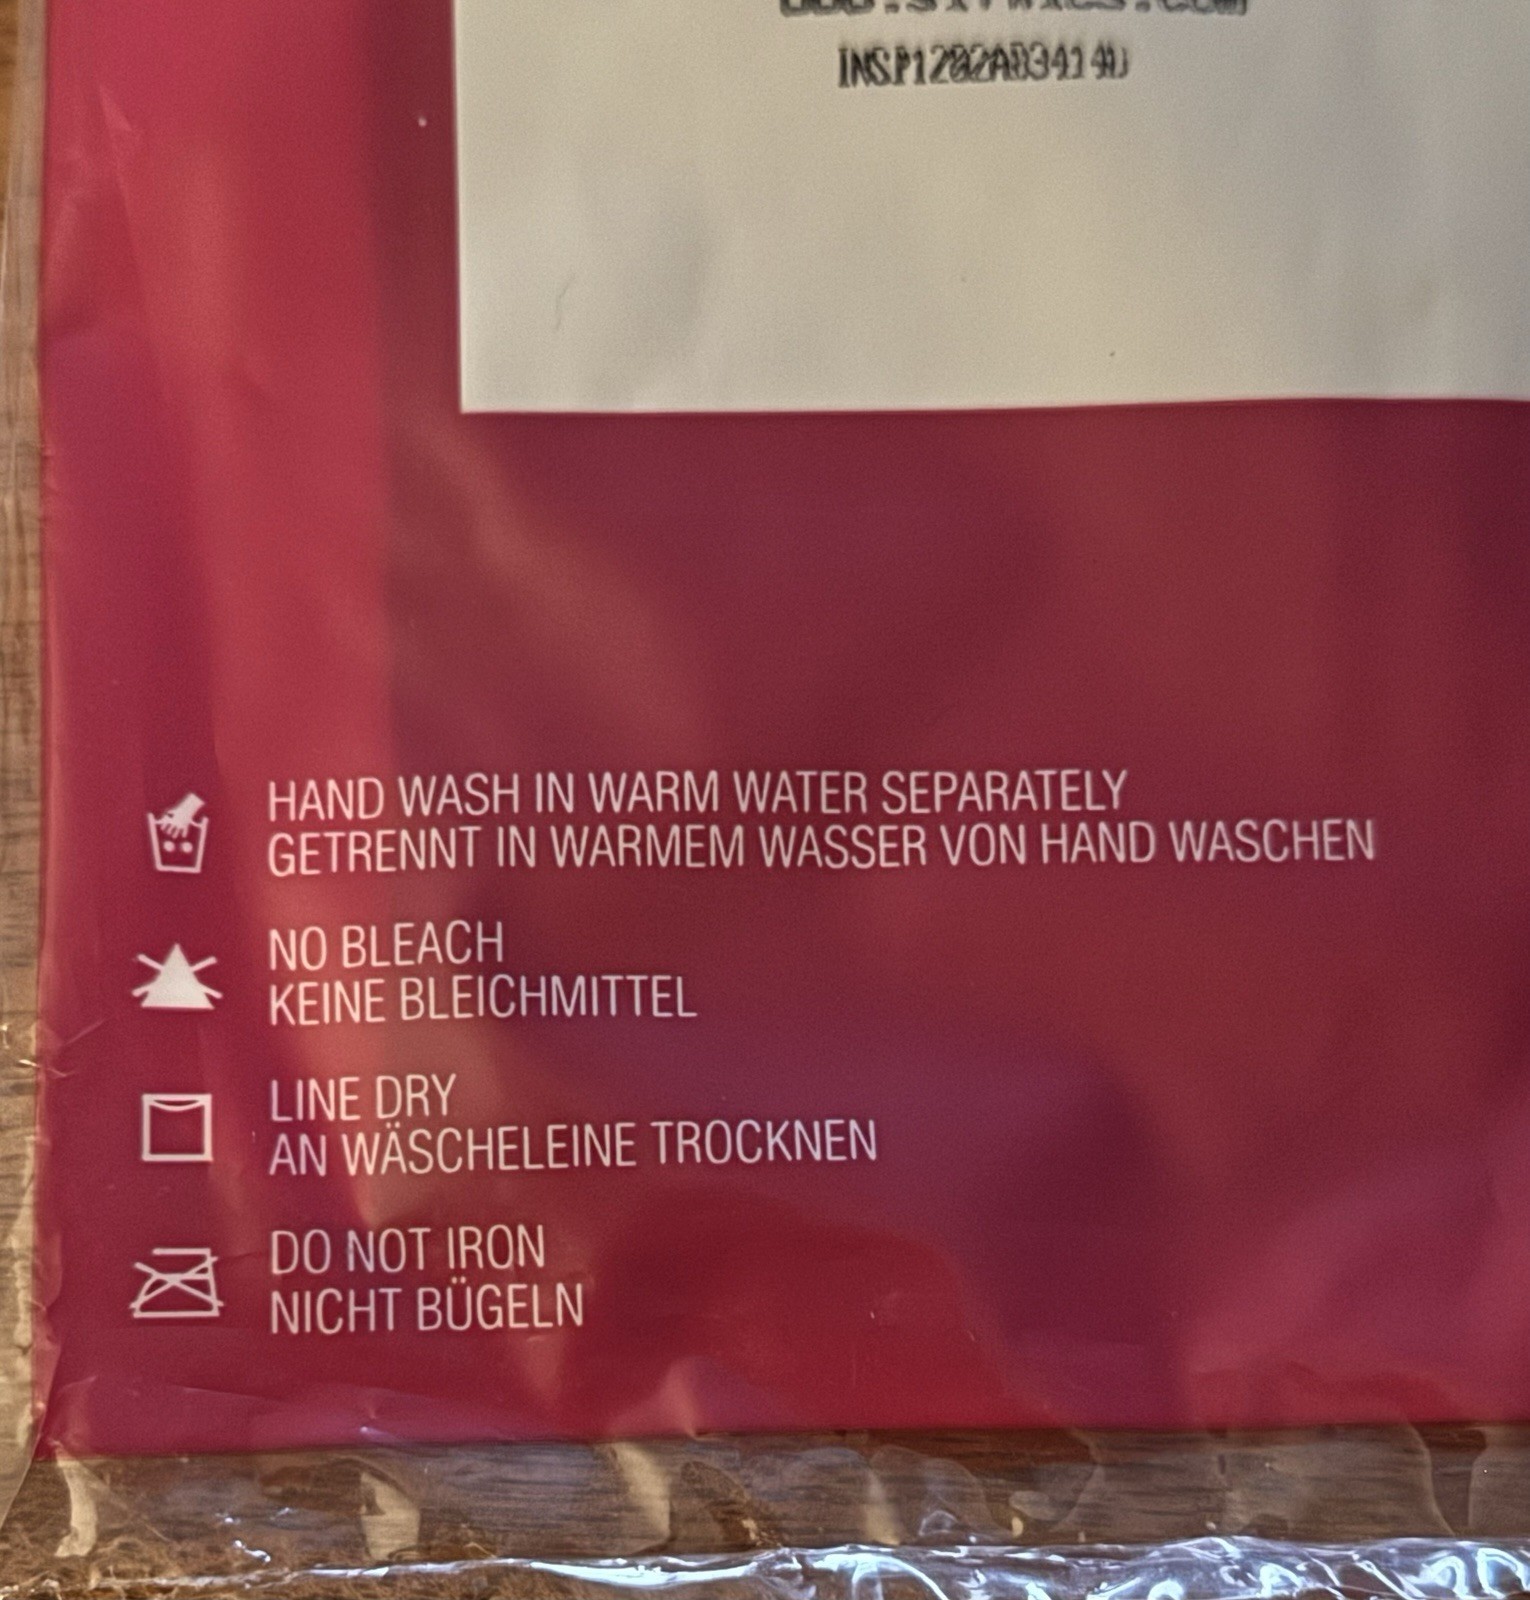 HAND WASH IN WARM WATER SEPARATELY
GETRENNT IN WARMEM WASSER VON HAND WASCHEN
NO BLEACH
KEINE BLEICHMITTEL
LINE DRY
AN WÄSCHELEINE TROCKNEN
DO NOT IRON
NICHT BÜGELN